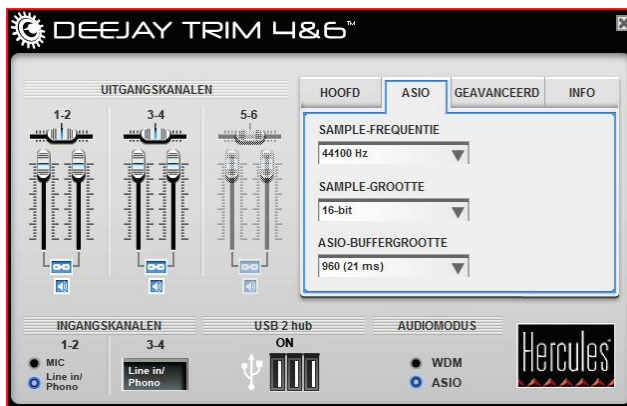 DEEJAY TRIM 4&6™
UITGANGSKANALEN
1-2 3-4 5-6
HOOFD ASIO GEAVANCEERD INFO
SAMPLE-FREQUENTIE
44100 Hz
SAMPLE-GROOTTE
16-bit
ASIO-BUFFERGROOTTE
960 (21 ms)
INGANGSKANALEN
1-2 3-4
MIC
Line in/
Phono
Line in/
Phono
USB 2 hub
ON
AUDIOMODUS
WDM
ASIO
Hercules